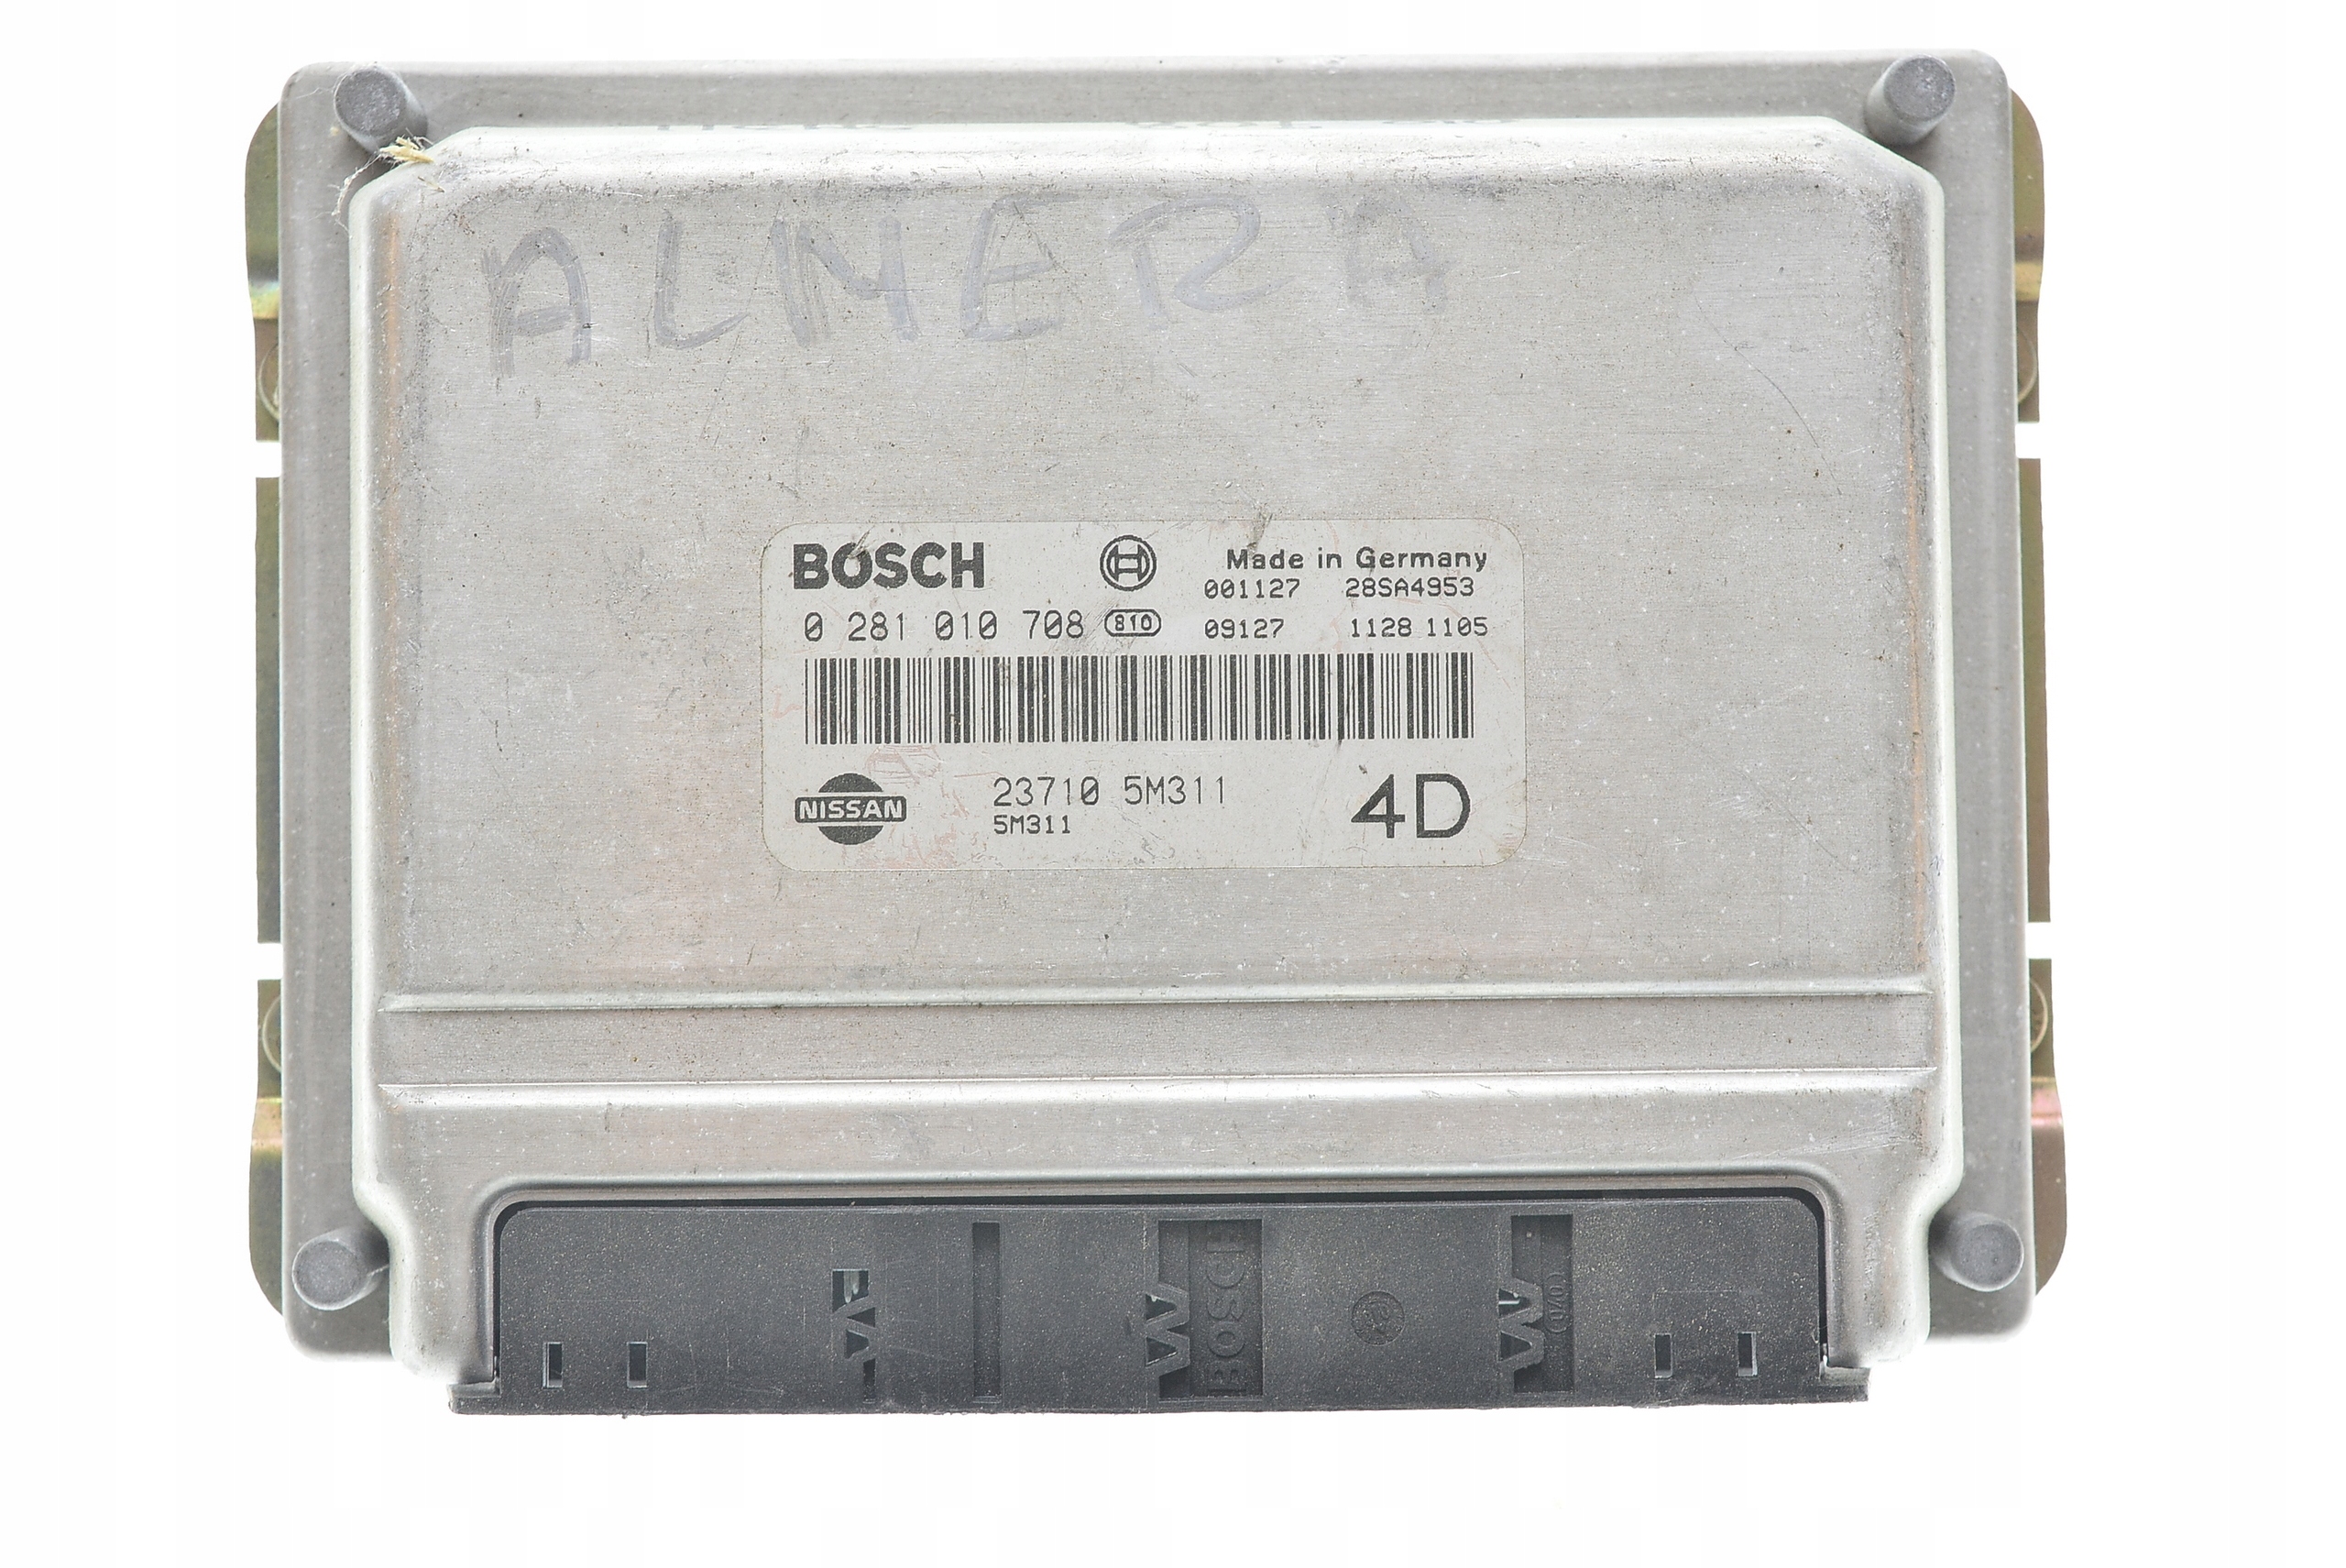 ALMERA
BOSCH Made in Germany
001127 28SA4953
0 281 010 708 810 09127 1128 1105
NISSAN 23710 5M311 4D
5M311
BOSCH